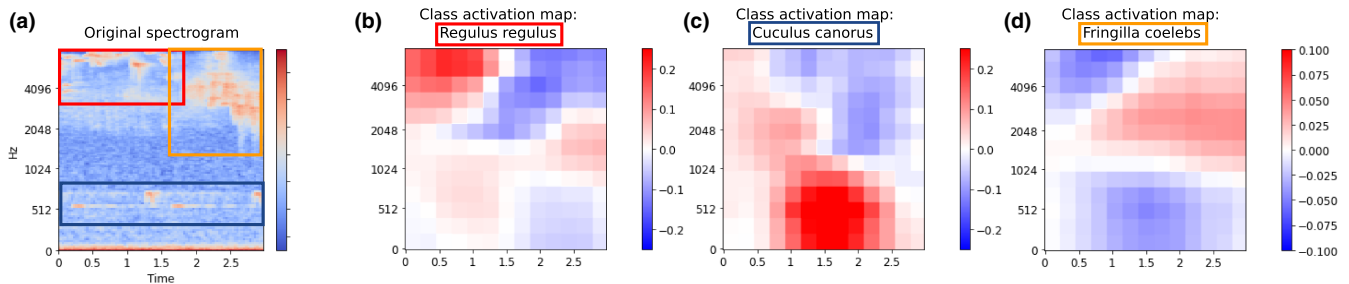 (a)
Original spectrogram
Hz
4096
2048
1024
512
0
0 0.5 1 1.5 2 2.5
Time
(b)
Class activation map:
Regulus regulus
4096
2048
1024
512
0
0 0.5 1 1.5 2 2.5
0.2
0.1
0.0
−0.1
−0.2
(c)
Class activation map:
Cuculus canorus
4096
2048
1024
512
0
0 0.5 1 1.5 2 2.5
0.2
0.1
0.0
−0.1
−0.2
(d)
Class activation map:
Fringilla coelebs
4096
2048
1024
512
0
0 0.5 1 1.5 2 2.5
0.100
0.075
0.050
0.025
0.000
−0.025
−0.050
−0.075
−0.100